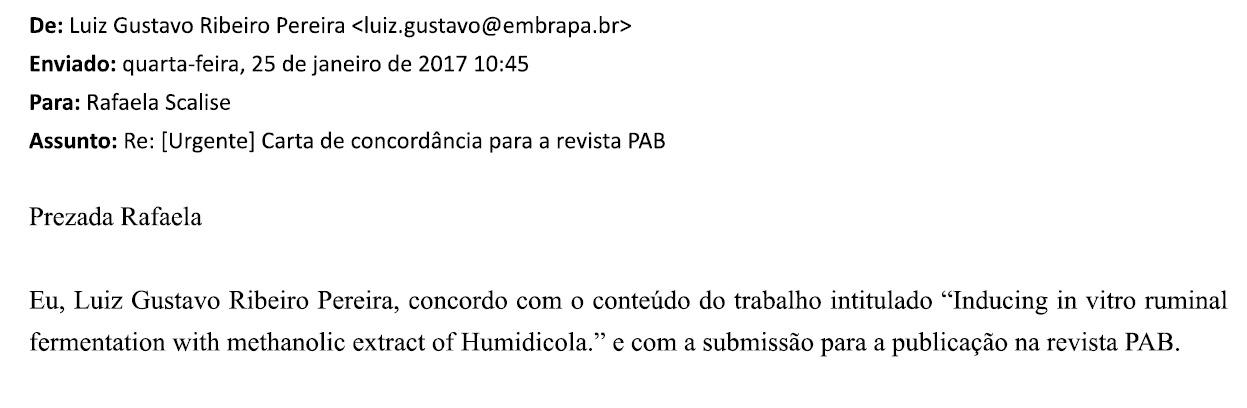 De: Luiz Gustavo Ribeiro Pereira <luiz.gustavo@embrapa.br>
Enviado: quarta-feira, 25 de janeiro de 2017 10:45
Para: Rafaela Scalise
Assunto: Re: [Urgente] Carta de concordância para a revista PAB
Prezada Rafaela
Eu, Luiz Gustavo Ribeiro Pereira, concordo com o conteúdo do trabalho intitulado “Inducing in vitro ruminal
fermentation with methanolic extract of Humidicola.” e com a submissão para a publicação na revista PAB.